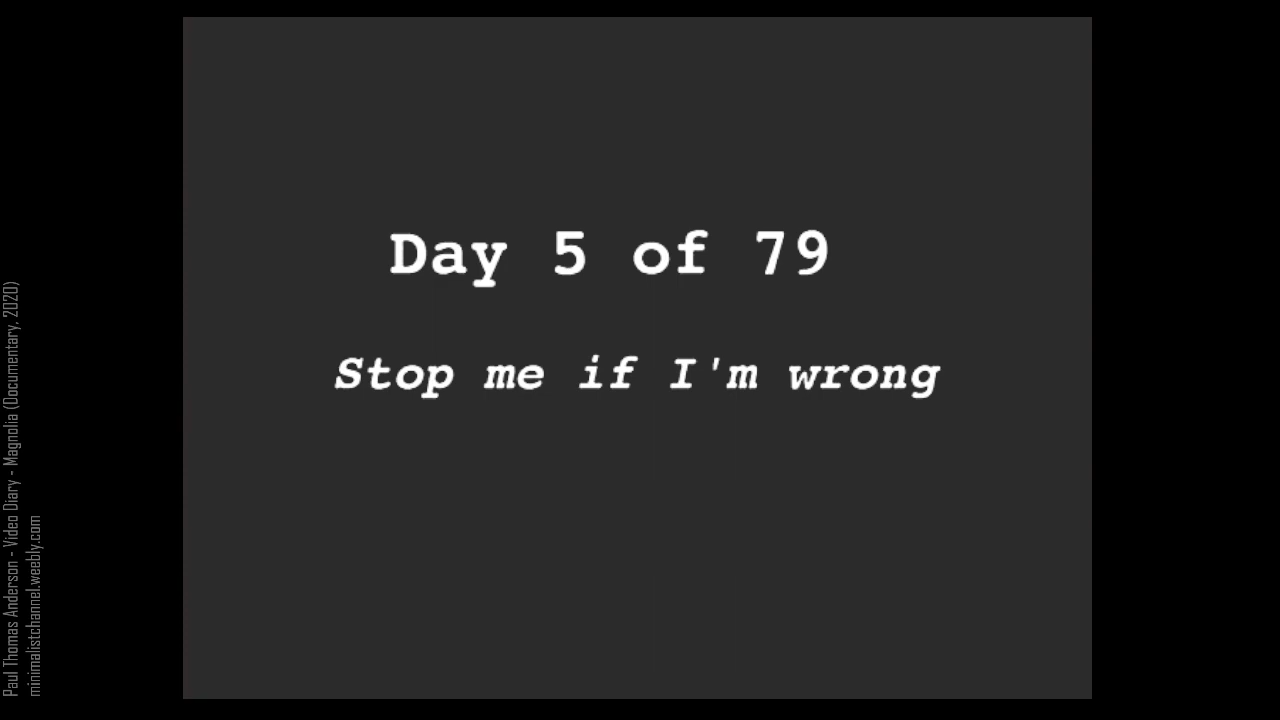 Day 5 of 79
Stop me if I'm wrong
Paul Thomas Anderson - Video Diary - Magnolia (Documentary, 2020)
minimalistchannel.weebly.com